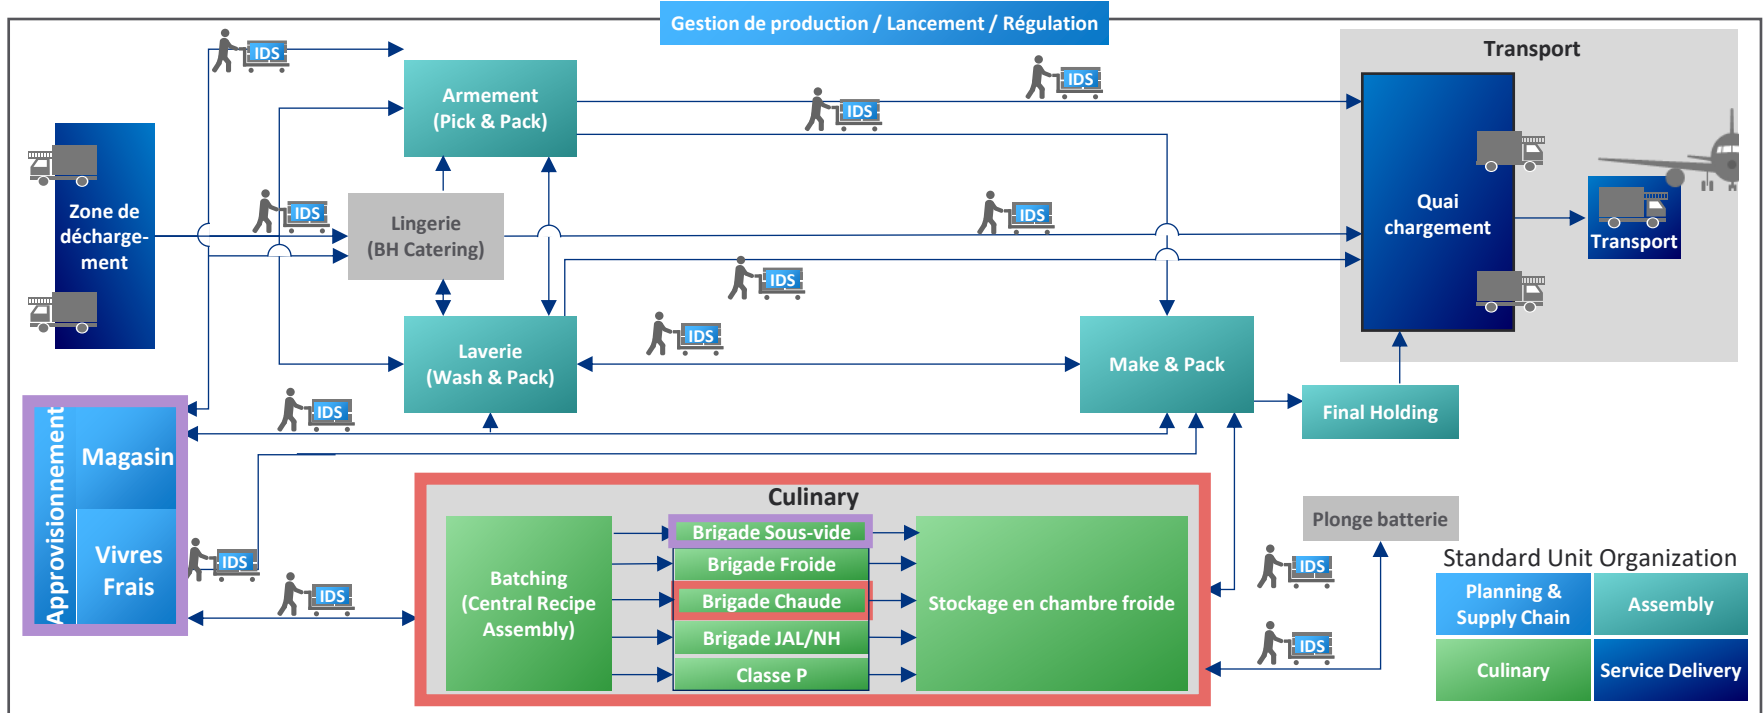 Gestion de production / Lancement / Régulation
IDS
Transport
IDS
Armement
(Pick & Pack)
IDS
Zone de
décharge-
ment
IDS
Lingerie
(BH Catering)
IDS
Quai
chargement
Transport
IDS
Laverie
(Wash & Pack)
IDS
Make & Pack
Approvisionnement
Magasin
Vivres
Frais
IDS
Final Holding
IDS
IDS
Culinary
Batching
(Central Recipe
Assembly)
Brigade Sous-vide
Brigade Froide
Brigade Chaude
Brigade JAL/NH
Classe P
Stockage en chambre froide
Plonge batterie
IDS
IDS
Standard Unit Organization
Planning &
Supply Chain
Assembly
Culinary
Service Delivery